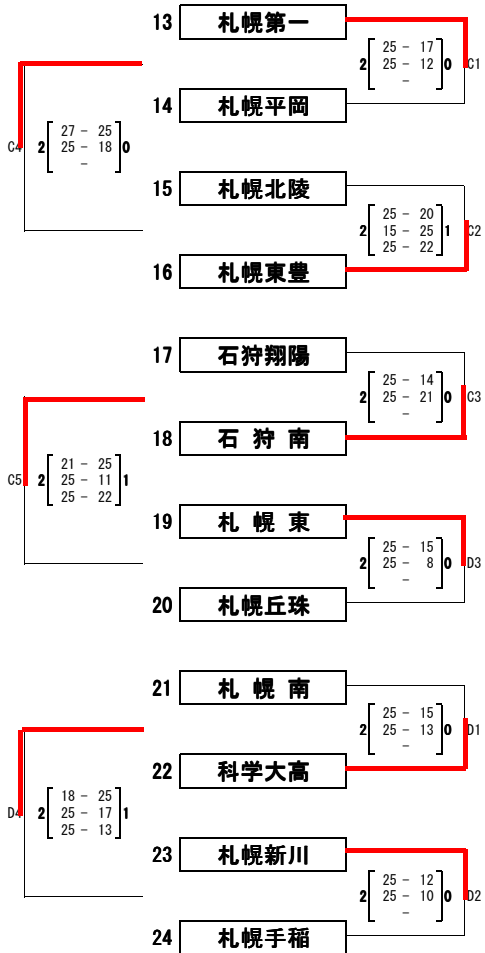 13 札幌第一
25 - 17
2 25 - 12 0 C1
-
14 札幌平岡
27 - 25
C4 2 25 - 18 0
-
15 札幌北陵
25 - 20
2 15 - 25 1 C2
25 - 22
16 札幌東豊
17 石狩翔陽
25 - 14
2 25 - 21 0 C3
-
18 石狩南
21 - 25
C5 2 25 - 11 1
25 - 22
19 札幌東
25 - 15
2 25 - 8 0 D3
-
20 札幌丘珠
21 札幌南
25 - 15
2 25 - 13 0 D1
-
22 科学大高
18 - 25
D4 2 25 - 17 1
25 - 13
23 札幌新川
25 - 12
2 25 - 10 0 D2
-
24 札幌手稲